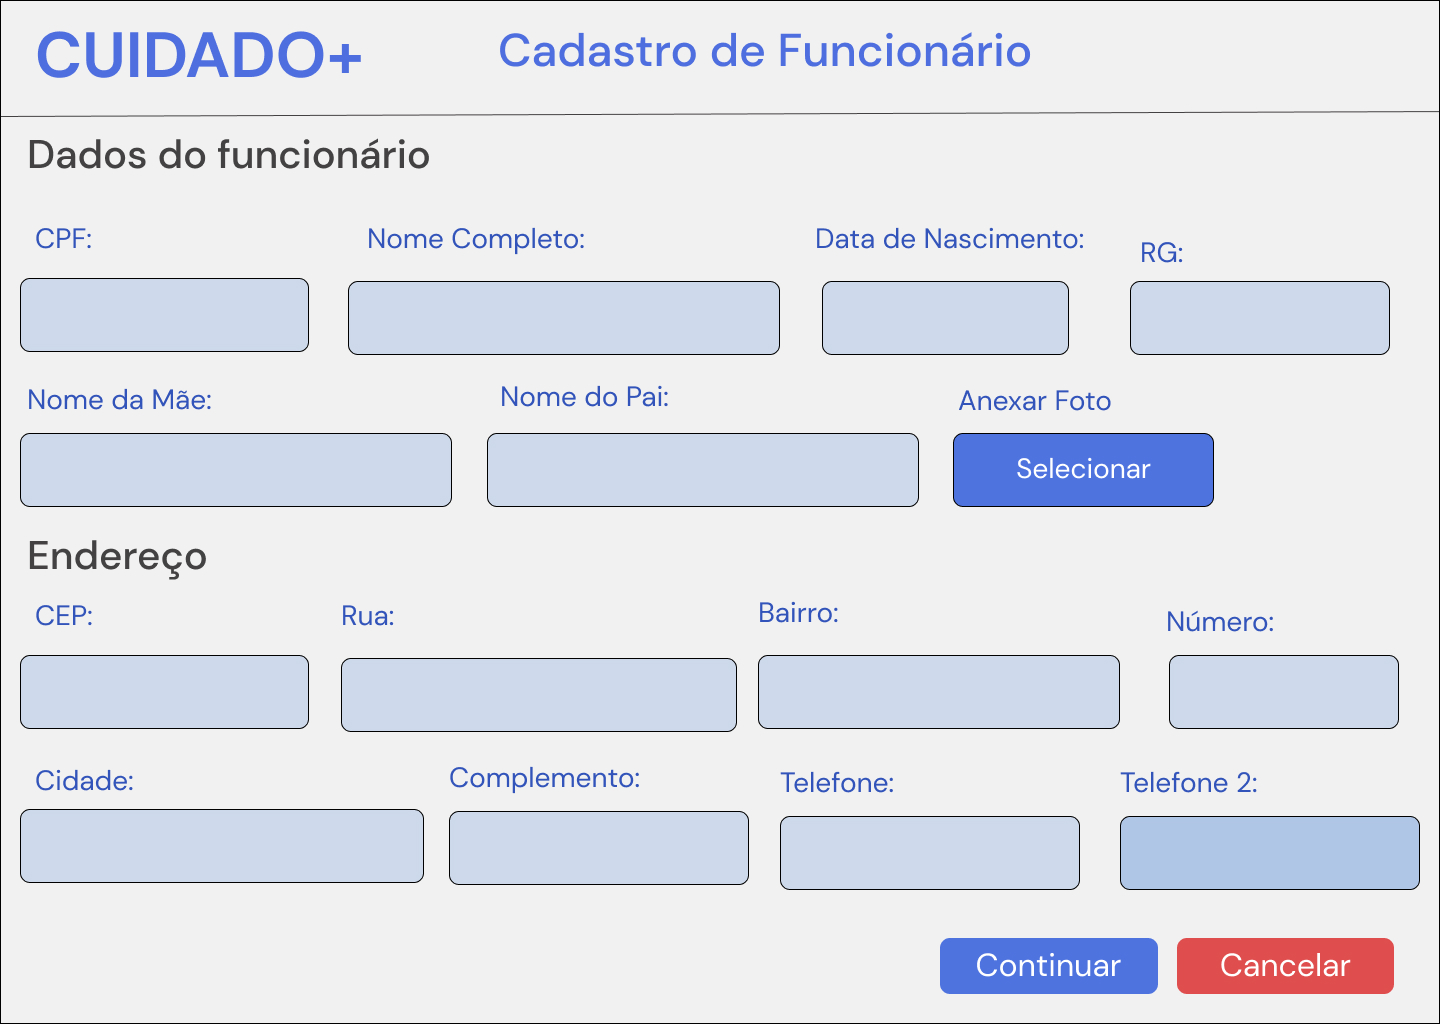 CUIDADO+
Cadastro de Funcionário
Dados do funcionário
CPF:
Nome Completo:
Data de Nascimento:
RG:
Nome da Mãe:
Nome do Pai:
Anexar Foto
Selecionar
Endereço
CEP:
Rua:
Bairro:
Número:
Cidade:
Complemento:
Telefone:
Telefone 2:
Continuar
Cancelar